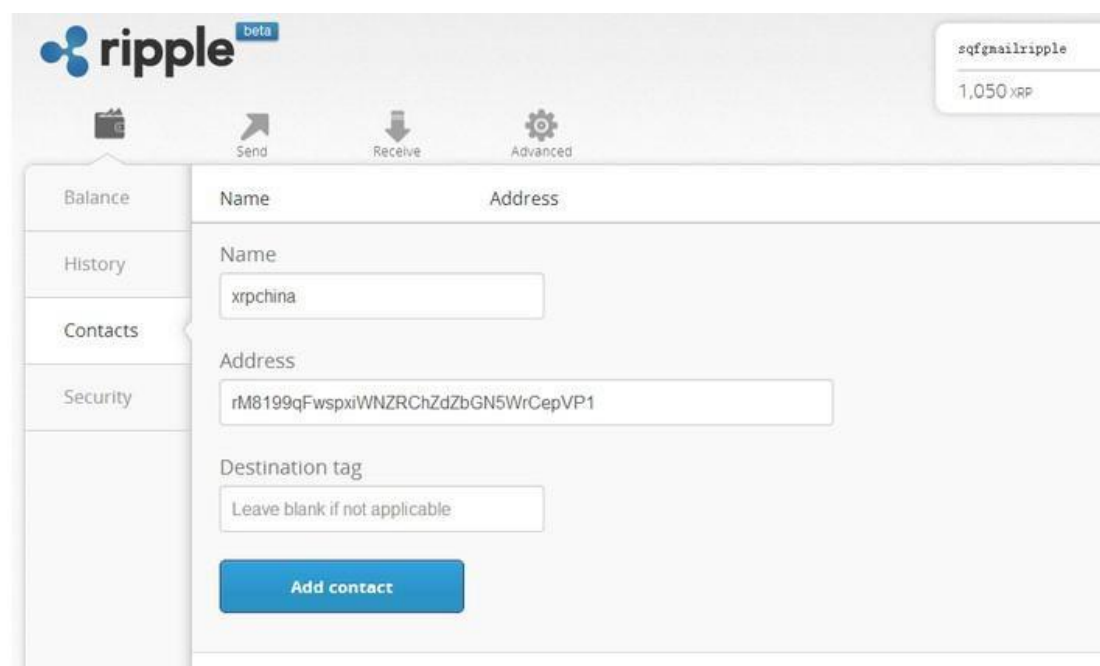 ripple beta
sqfgmailripple
1,050 XRP
Send Receive Advanced
Balance
History
Contacts
Security
Name Address
Name
xrpchina
Address
rM8199qFwspxiWNZRChZdZbGN5WrCepVP1
Destination tag
Leave blank if not applicable
Add contact